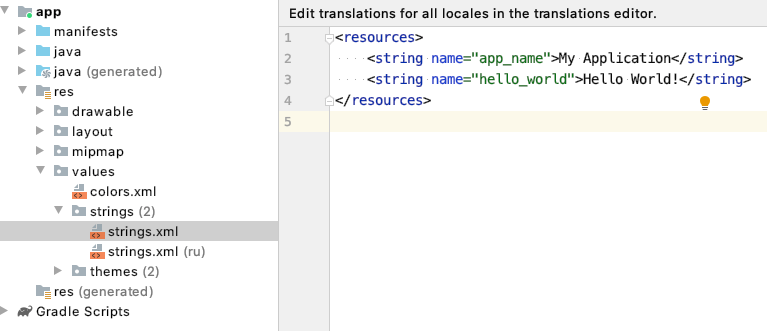 app
manifests
java
java (generated)
res
drawable
layout
mipmap
values
colors.xml
strings (2)
strings.xml
strings.xml (ru)
themes (2)
res (generated)
Gradle Scripts
Edit translations for all locales in the translations editor.
1 <resources>
2 <string name="app_name">My Application</string>
3 <string name="hello_world">Hello World!</string>
4 </resources>
5